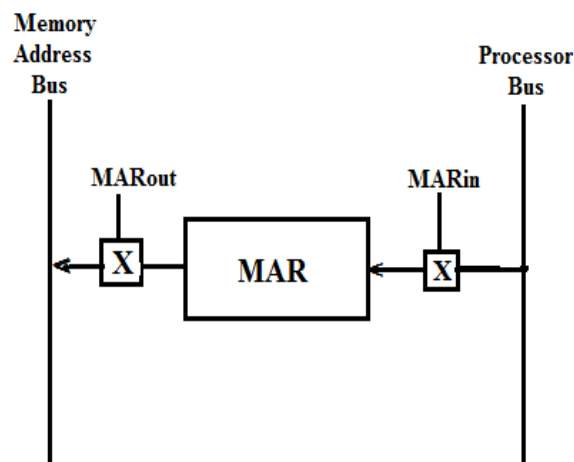 Memory
Address
Bus
Processor
Bus
MARout
MARin
X
MAR
X